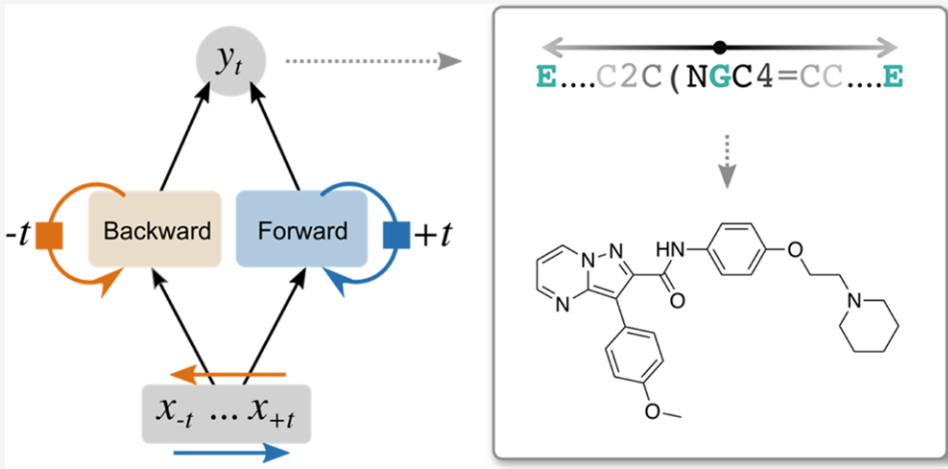 yt
E....C2C(NGC4=CC....E
-t
Backward
Forward
+t
N
N
HN
O
N
O
N
O
x-t ... x+t